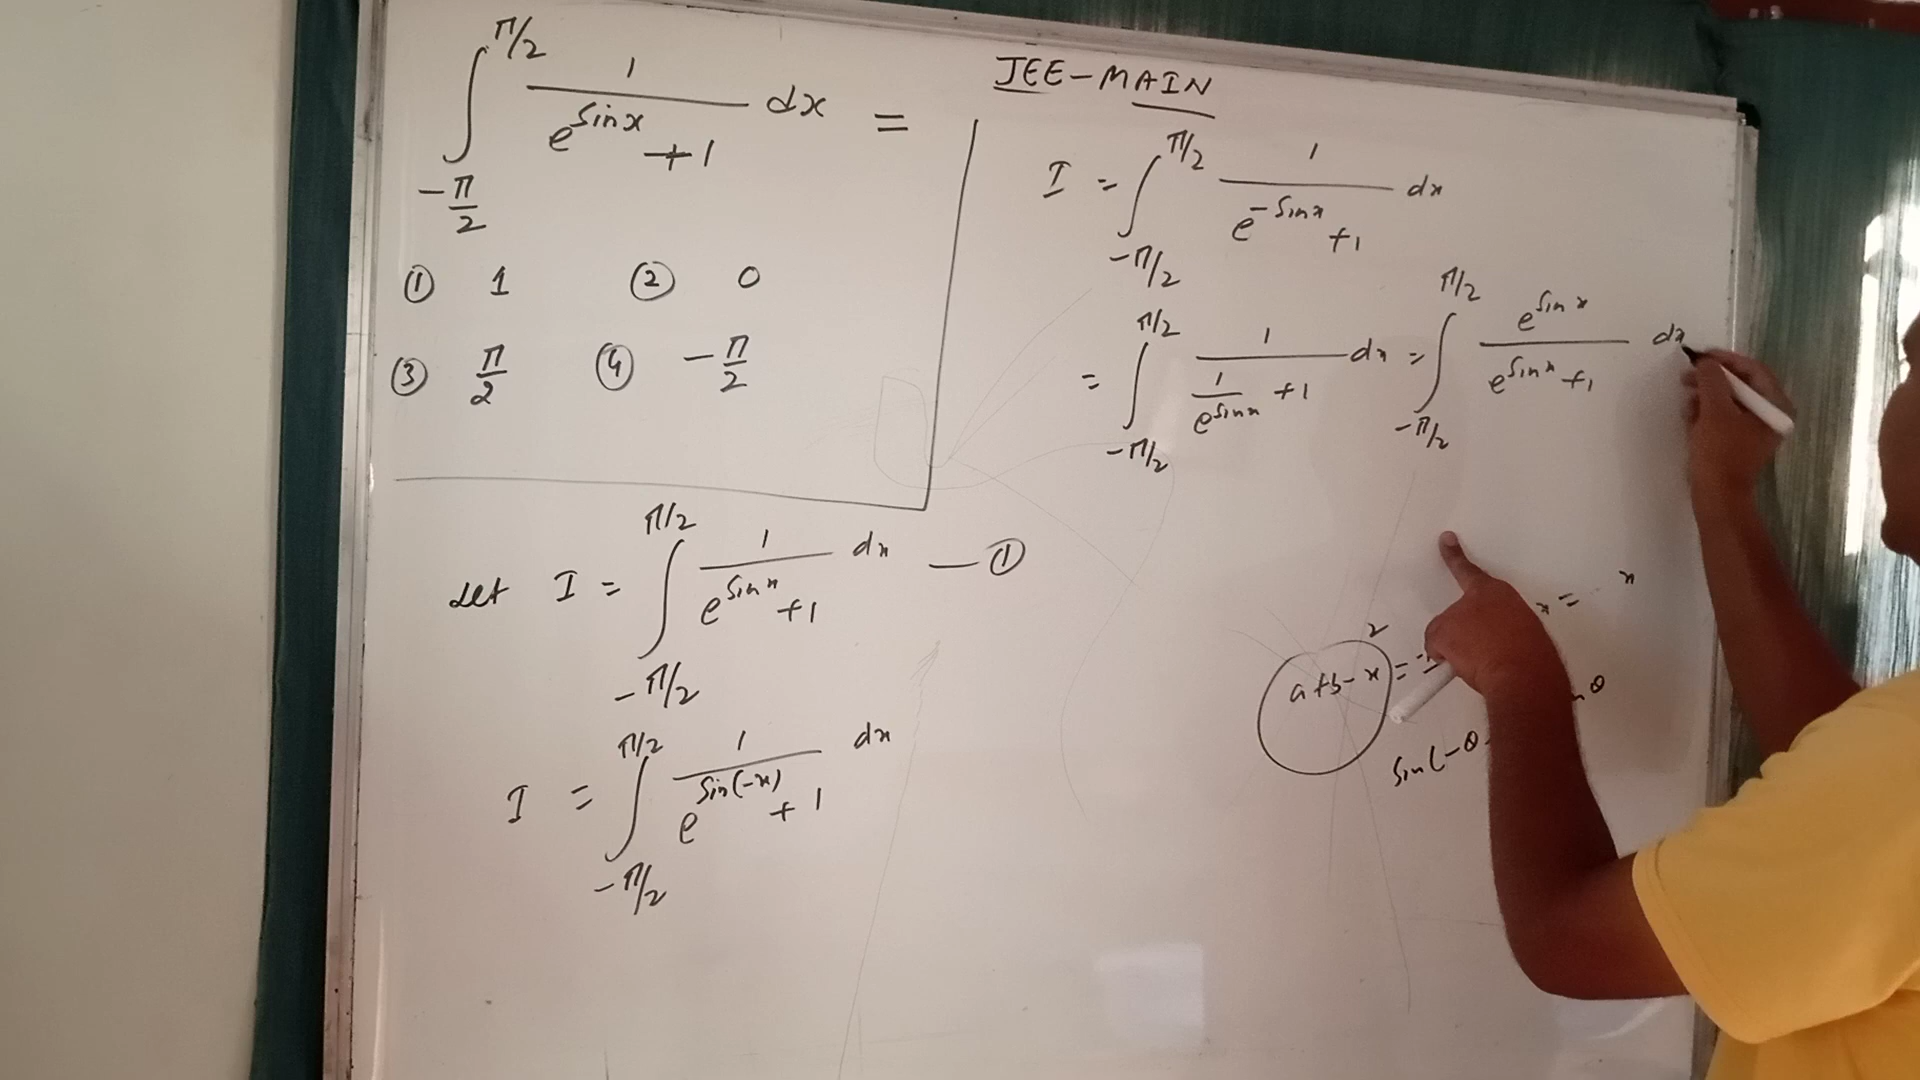 ∫_{-π/2}^{π/2} 1/(e^{sinx} + 1) dx =
① 1 ② 0
③ π/2 ④ -π/2
Let I = ∫_{-π/2}^{π/2} 1/(e^{sinx} + 1) dx — ①
I = ∫_{-π/2}^{π/2} 1/(e^{sin(-x)} + 1) dx
JEE-MAIN
I = ∫_{-π/2}^{π/2} 1/(e^{-sinx} + 1) dx
= ∫_{-π/2}^{π/2} 1/(1/e^{sinx} + 1) dx = ∫_{-π/2}^{π/2} e^{sinx}/(e^{sinx} + 1) dx
a+b-x =
sin(-θ